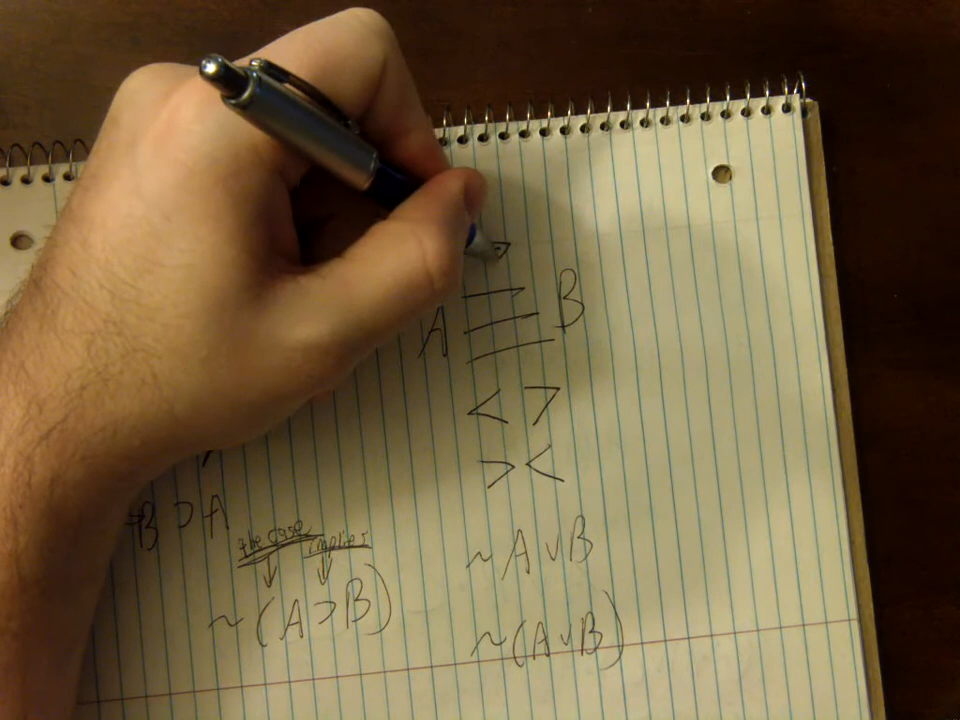 A ≡ B
< >
> <
B ⊃ A
the case implies
~ A ∨ B
~ (A ⊃ B)
~ (A ∨ B)